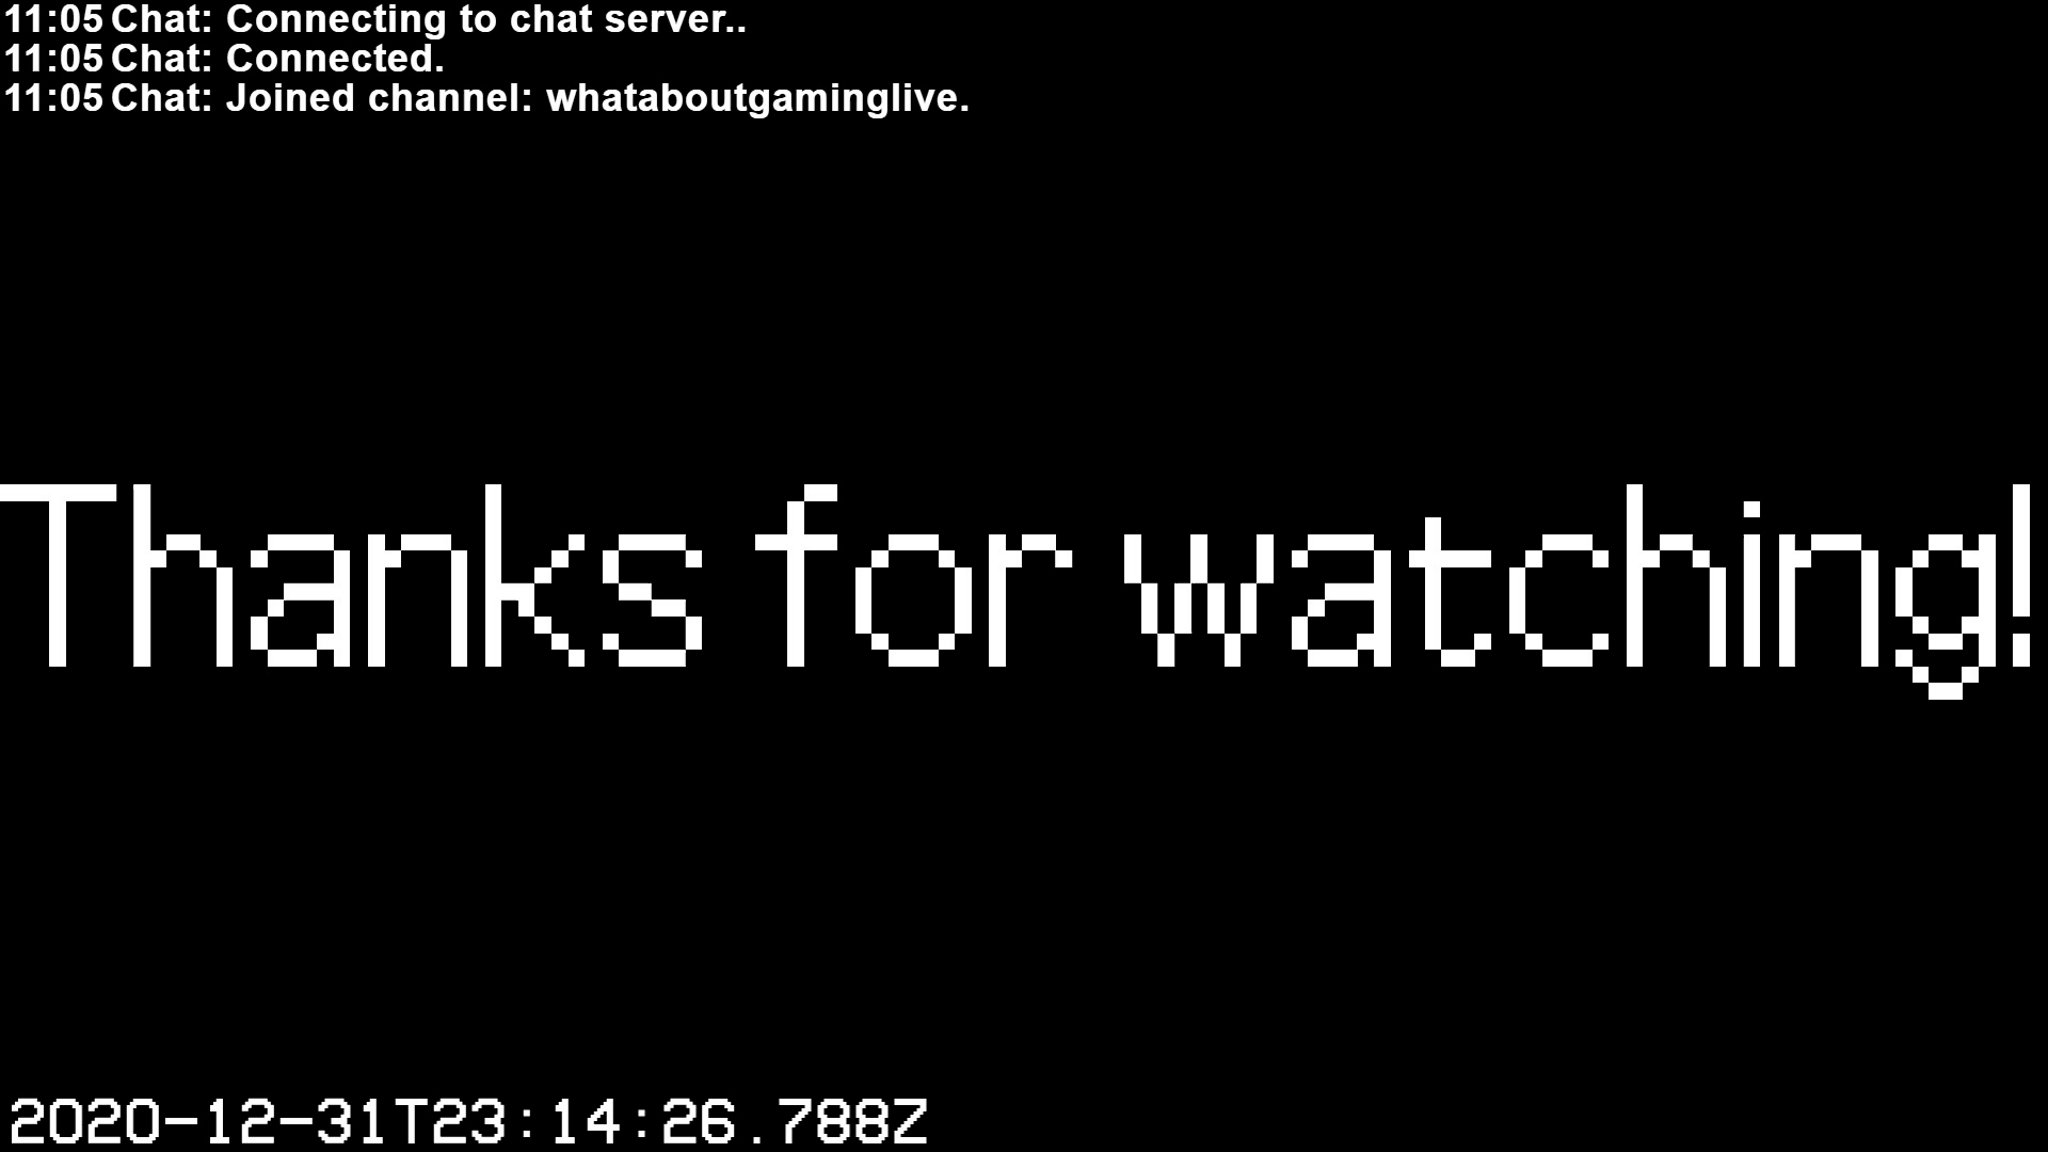 11:05 Chat: Connecting to chat server..
11:05 Chat: Connected.
11:05 Chat: Joined channel: whataboutgaminglive.
Thanks for watching!
2020-12-31T23:14:26.788Z